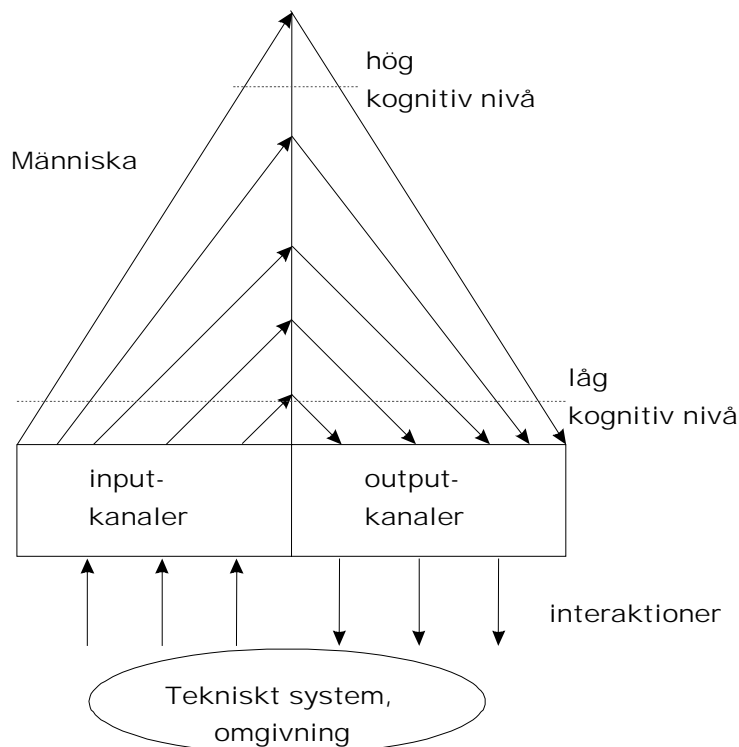 hög
kognitiv nivå
Människa
låg
kognitiv nivå
input-
kanaler
output-
kanaler
interaktioner
Tekniskt system,
omgivning